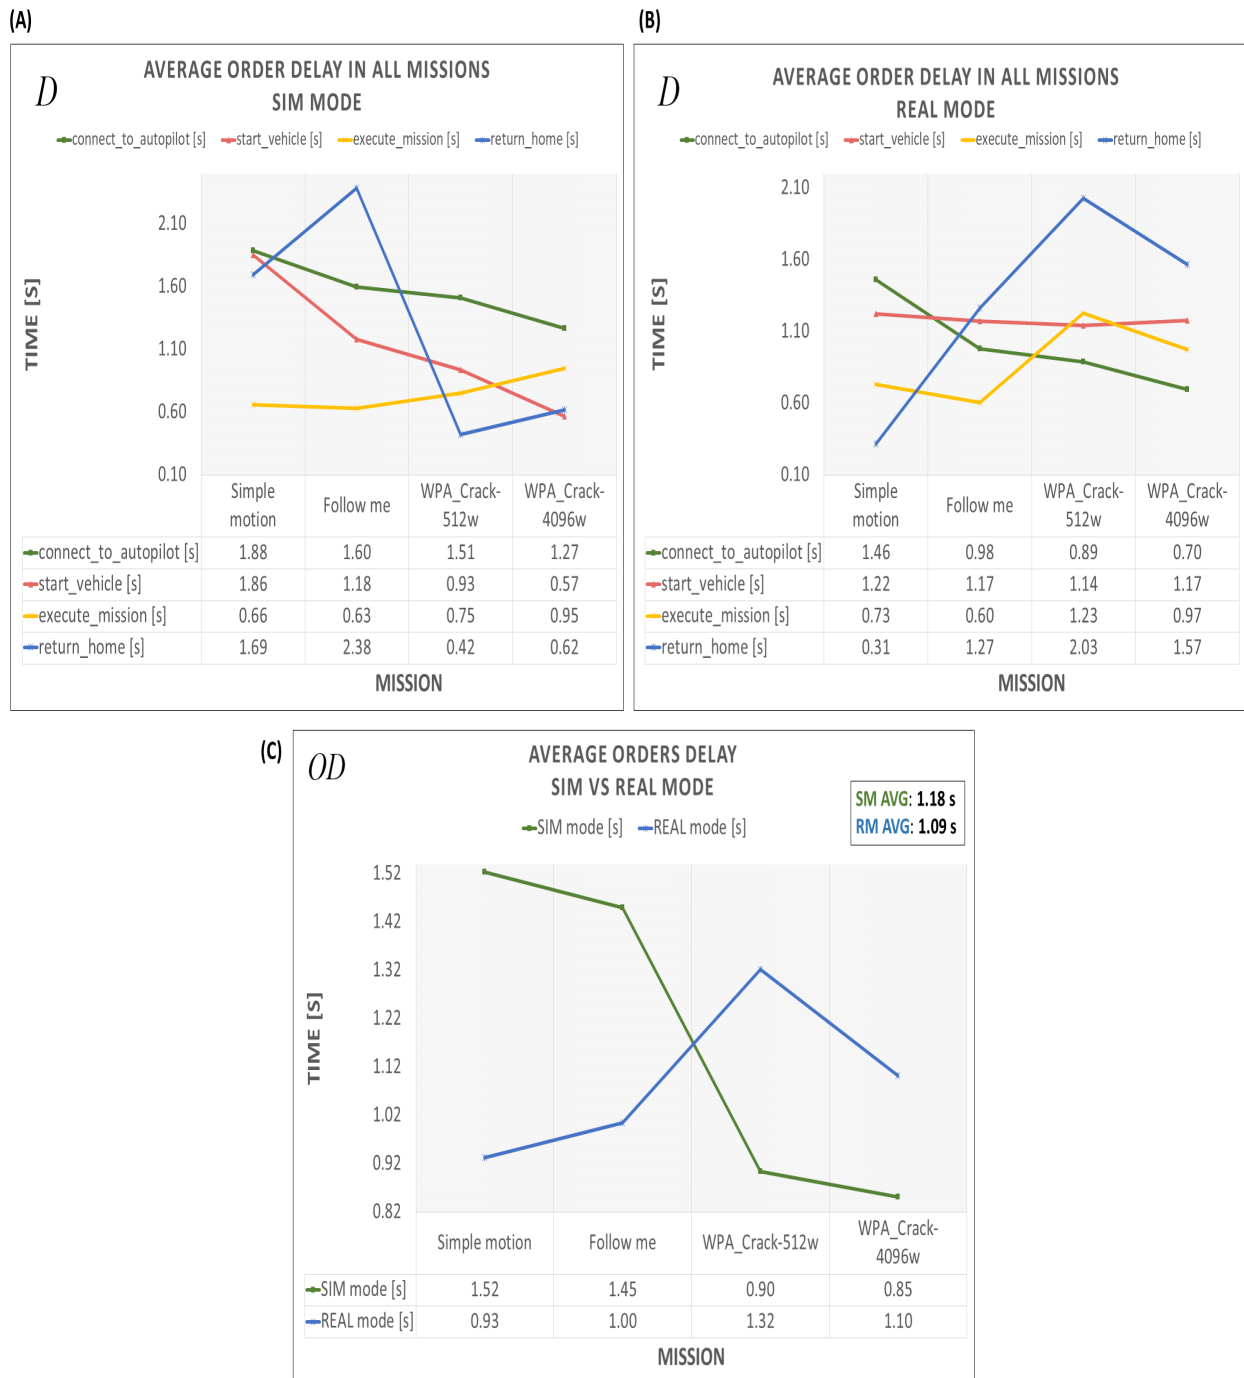 (A)
D
AVERAGE ORDER DELAY IN ALL MISSIONS
SIM MODE
connect_to_autopilot [s] start_vehicle [s] execute_mission [s] return_home [s]
TIME [S]
2.10
1.60
1.10
0.60
0.10
Simple motion Follow me WPA_Crack-512w WPA_Crack-4096w
connect_to_autopilot [s] 1.88 1.60 1.51 1.27
start_vehicle [s] 1.86 1.18 0.93 0.57
execute_mission [s] 0.66 0.63 0.75 0.95
return_home [s] 1.69 2.38 0.42 0.62
MISSION
(B)
D
AVERAGE ORDER DELAY IN ALL MISSIONS
REAL MODE
connect_to_autopilot [s] start_vehicle [s] execute_mission [s] return_home [s]
TIME [S]
2.10
1.60
1.10
0.60
0.10
Simple motion Follow me WPA_Crack-512w WPA_Crack-4096w
connect_to_autopilot [s] 1.46 0.98 0.89 0.70
start_vehicle [s] 1.22 1.17 1.14 1.17
execute_mission [s] 0.73 0.60 1.23 0.97
return_home [s] 0.31 1.27 2.03 1.57
MISSION
(C)
OD
AVERAGE ORDERS DELAY
SIM VS REAL MODE
SM AVG: 1.18 s
RM AVG: 1.09 s
SIM mode [s] REAL mode [s]
TIME [S]
1.52
1.42
1.32
1.22
1.12
1.02
0.92
0.82
Simple motion Follow me WPA_Crack-512w WPA_Crack-4096w
SIM mode [s] 1.52 1.45 0.90 0.85
REAL mode [s] 0.93 1.00 1.32 1.10
MISSION